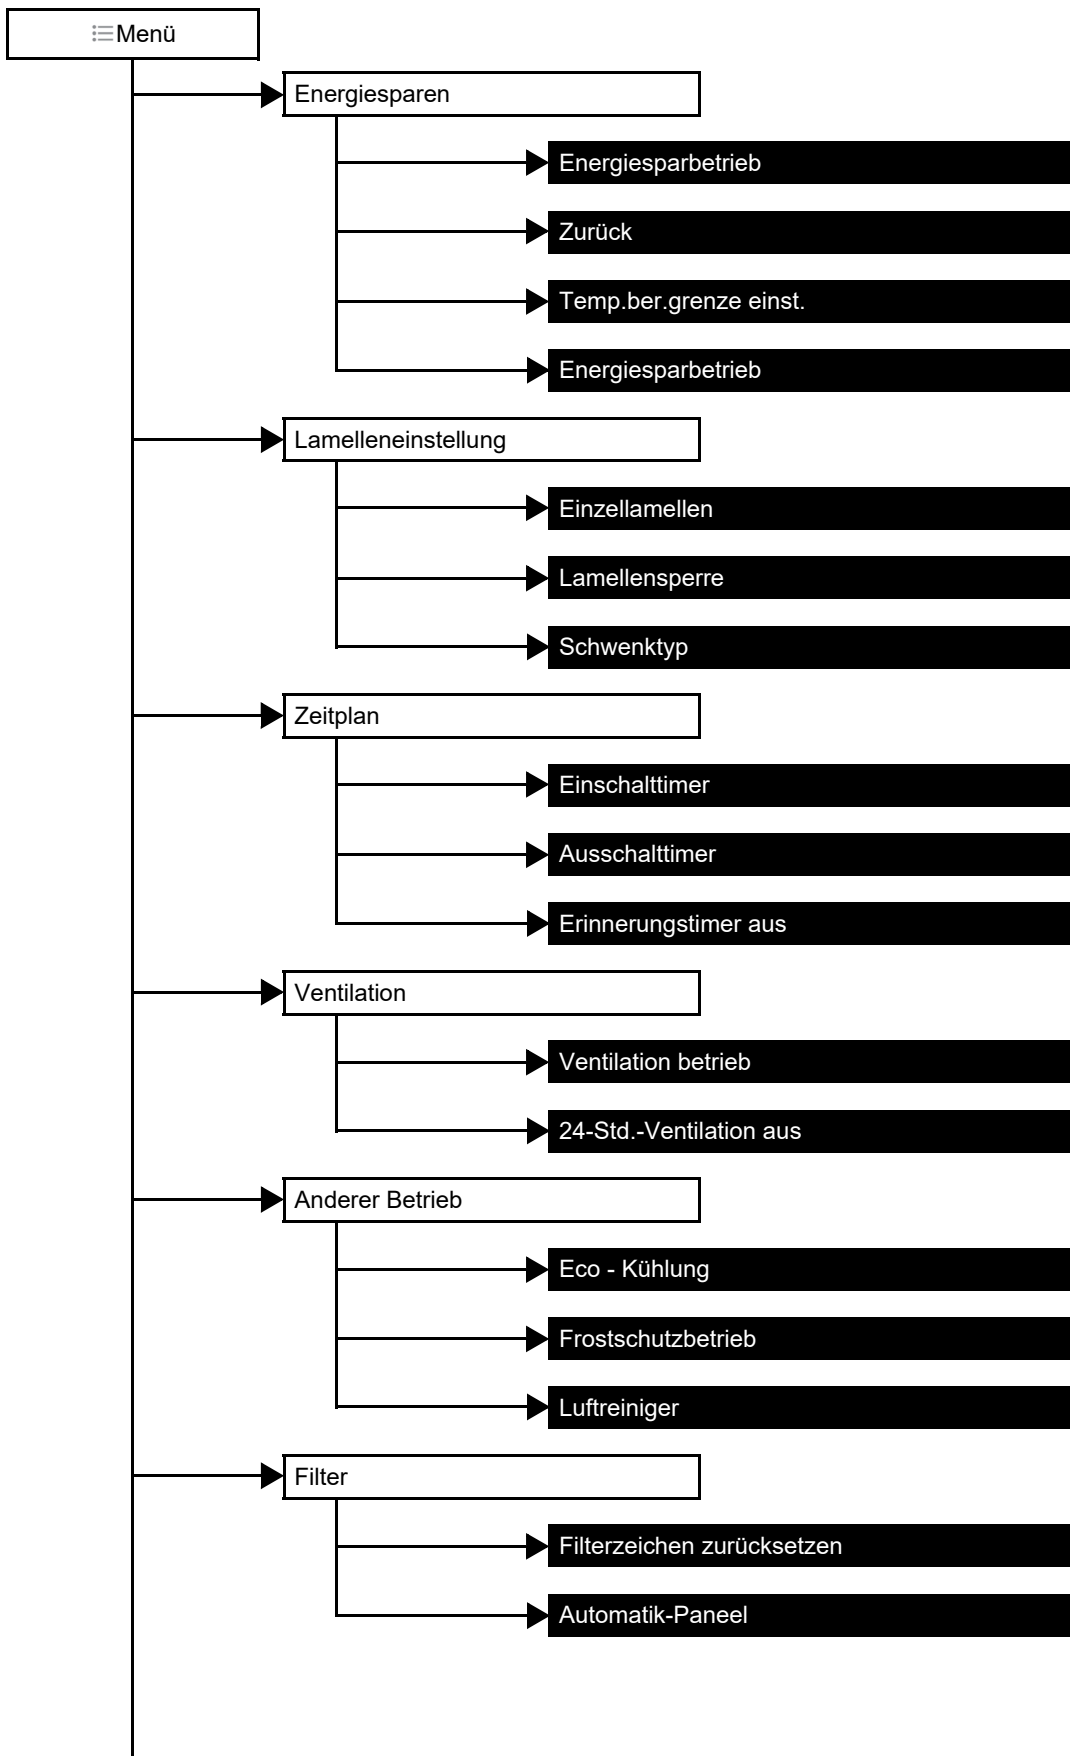 Menü
Energiesparen
Energiesparbetrieb
Zurück
Temp.ber.grenze einst.
Energiesparbetrieb
Lamelleneinstellung
Einzellamellen
Lamellensperre
Schwenktyp
Zeitplan
Einschalttimer
Ausschalttimer
Erinnerungstimer aus
Ventilation
Ventilation betrieb
24-Std.-Ventilation aus
Anderer Betrieb
Eco - Kühlung
Frostschutzbetrieb
Luftreiniger
Filter
Filterzeichen zurücksetzen
Automatik-Paneel